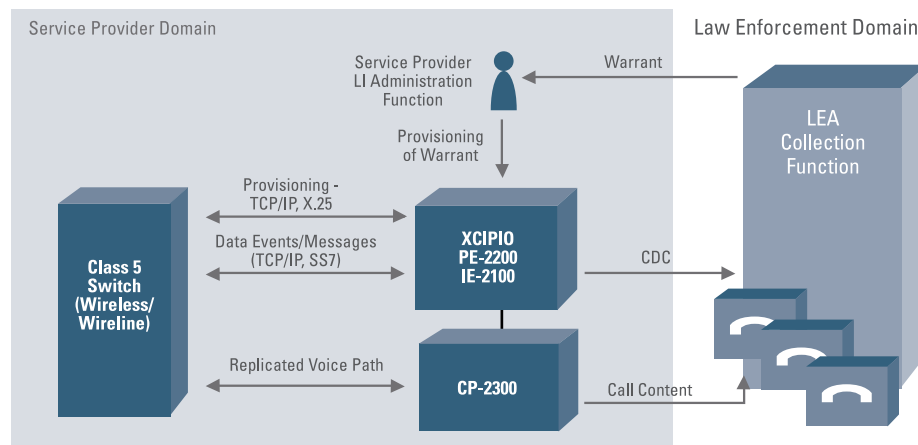 Service Provider Domain
Law Enforcement Domain
Service Provider
LI Administration
Function
Warrant
LEA
Collection
Function
Provisioning
of Warrant
Provisioning -
TCP/IP, X.25
Data Events/Messages
(TCP/IP, SS7)
Class 5
Switch
(Wireless/
Wireline)
XCIPIO
PE-2200
IE-2100
CDC
Replicated Voice Path
CP-2300
Call Content